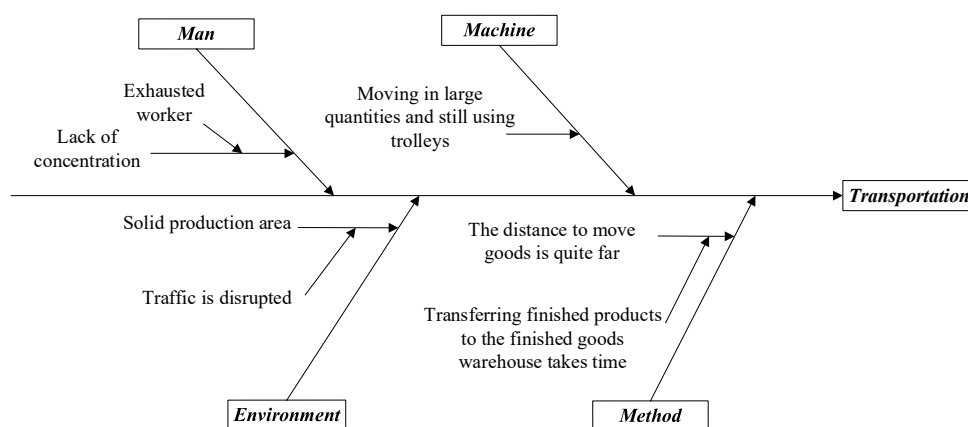 Man
Machine
Exhausted
worker
Lack of
concentration
Moving in large
quantities and still using
trolleys
Transportation
Solid production area
Traffic is disrupted
The distance to move
goods is quite far
Transferring finished products
to the finished goods
warehouse takes time
Environment
Method